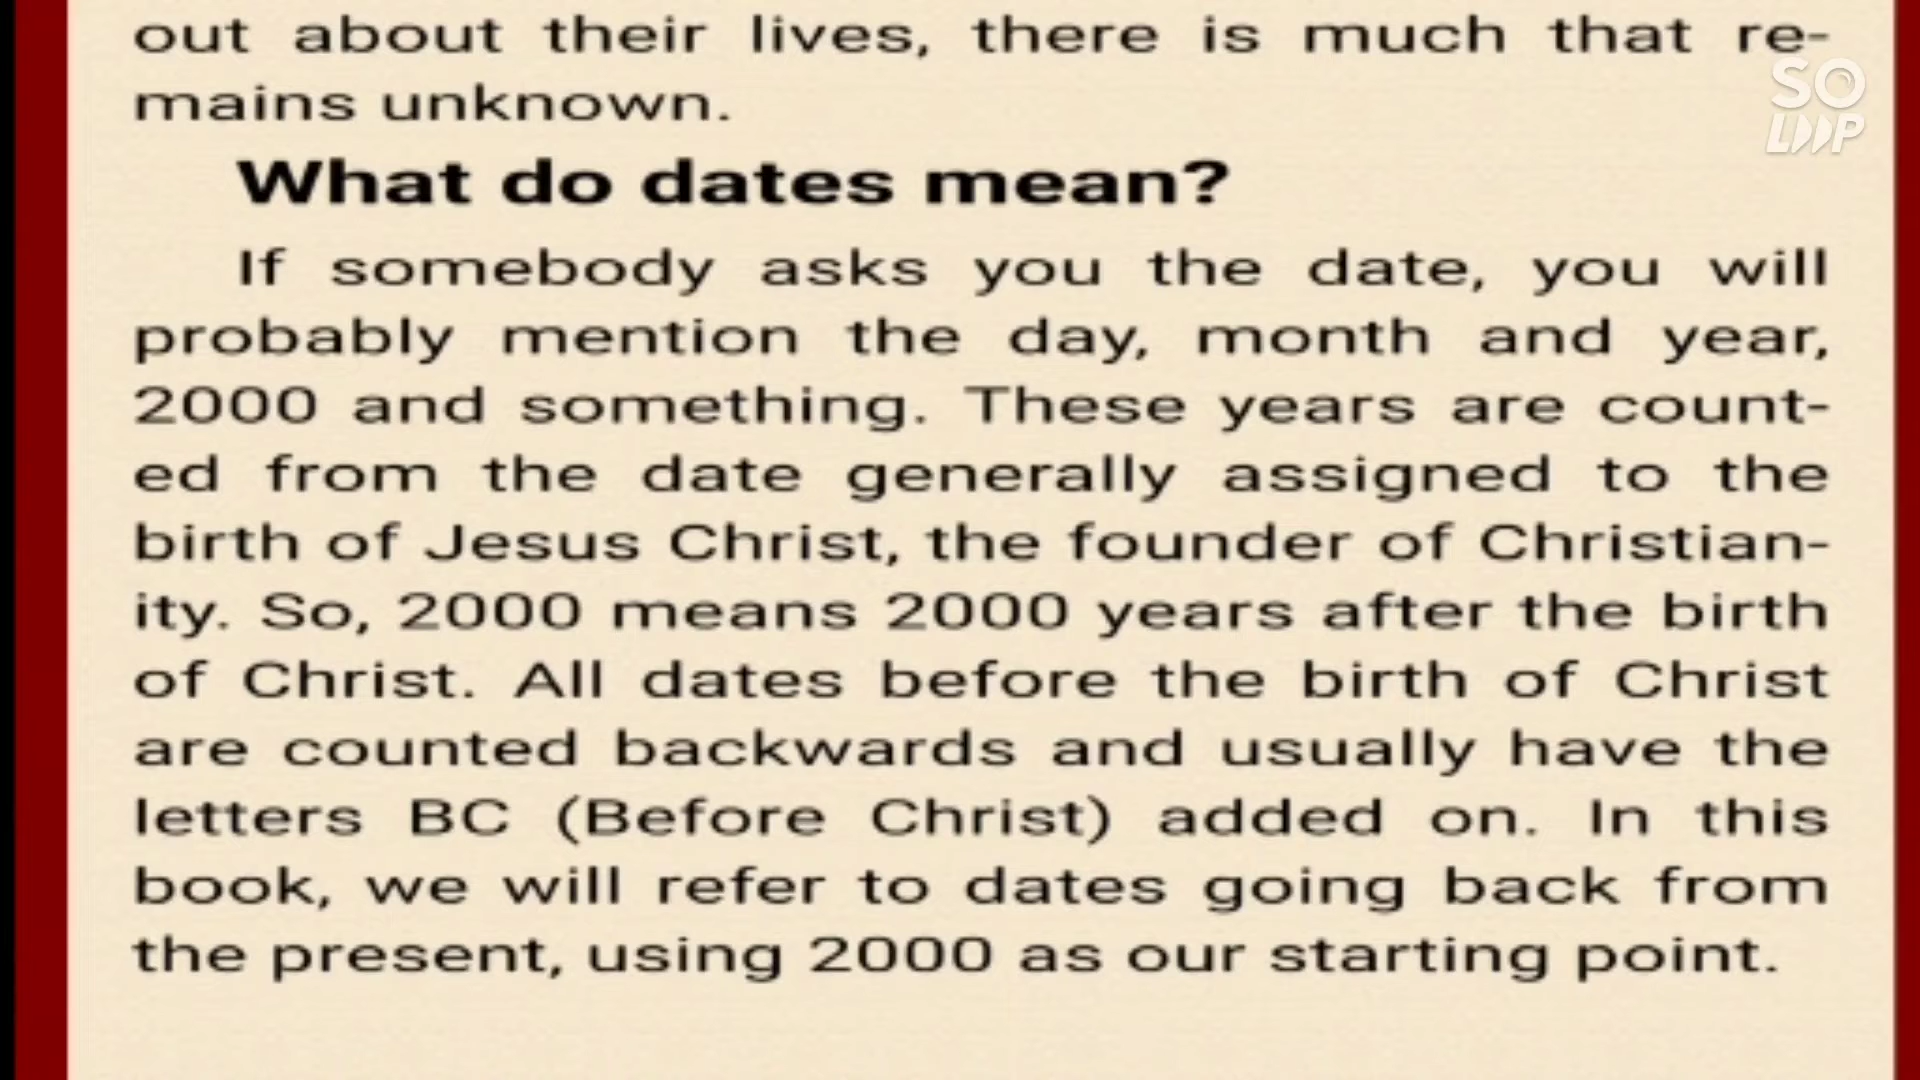 out about their lives, there is much that re-
SO
LOOP
mains unknown.
What do dates mean?
If somebody asks you the date, you will
probably mention the day, month and year,
2000 and something. These years are count-
ed from the date generally assigned to the
birth of Jesus Christ, the founder of Christian-
ity. So, 2000 means 2000 years after the birth
of Christ. All dates before the birth of Christ
are counted backwards and usually have the
letters BC (Before Christ) added on. In this
book, we will refer to dates going back from
the present, using 2000 as our starting point.